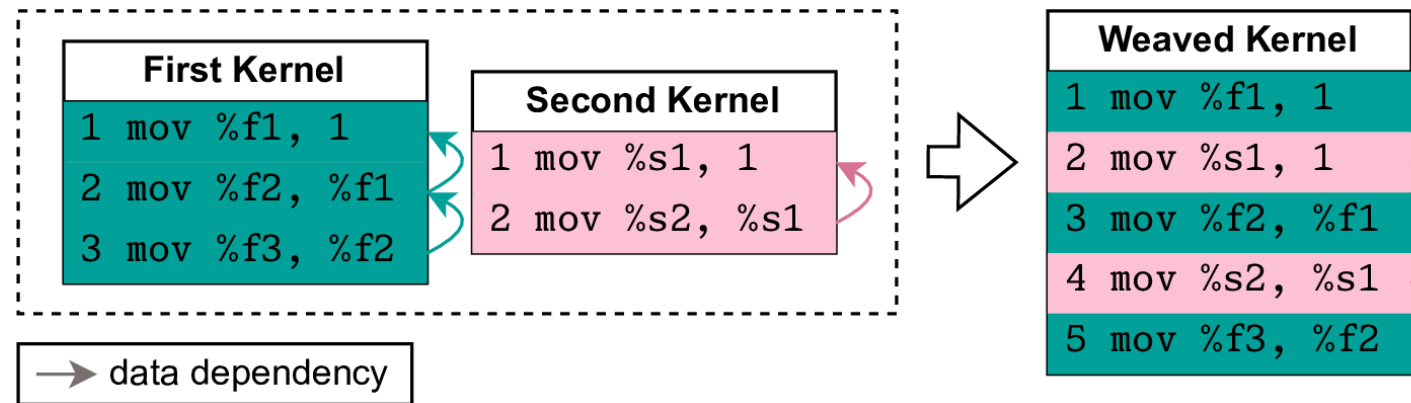 First Kernel
1 mov %f1, 1
2 mov %f2, %f1
3 mov %f3, %f2
Second Kernel
1 mov %s1, 1
2 mov %s2, %s1
data dependency
Weaved Kernel
1 mov %f1, 1
2 mov %s1, 1
3 mov %f2, %f1
4 mov %s2, %s1
5 mov %f3, %f2